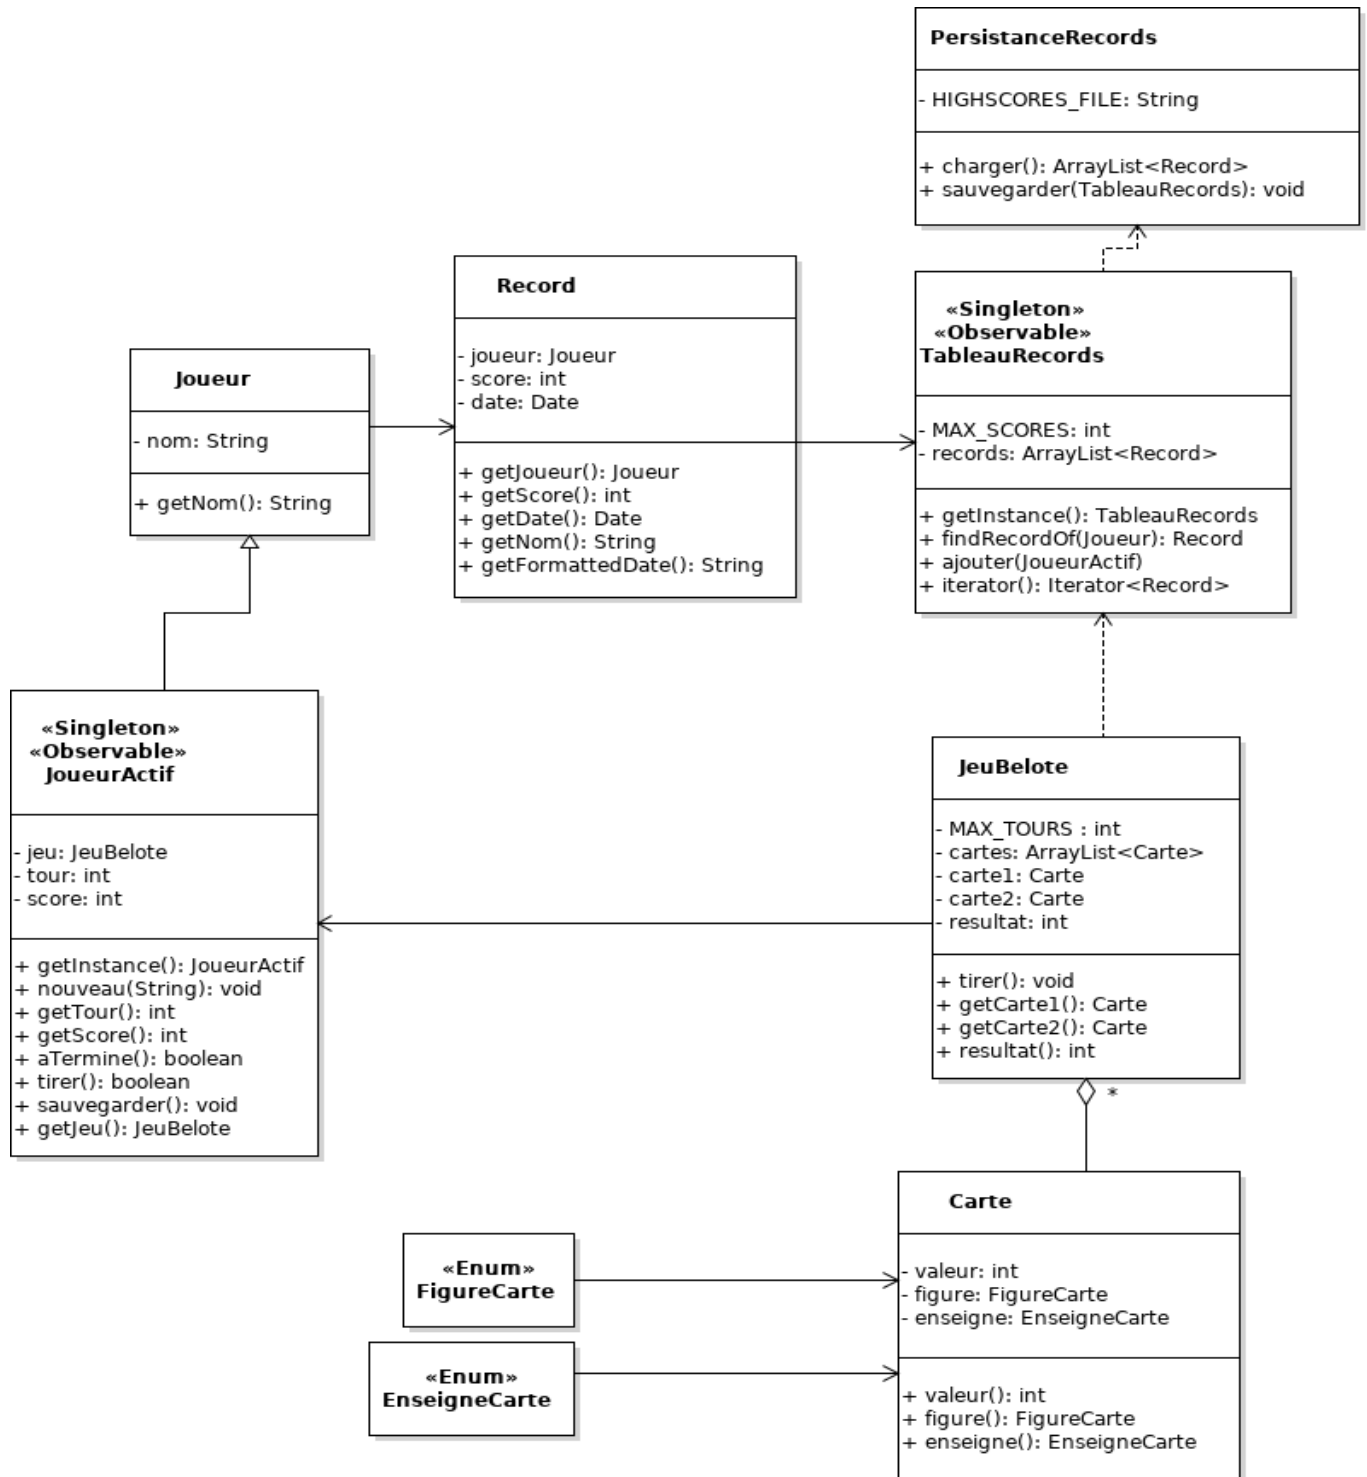 PersistanceRecords
- HIGHSCORES_FILE: String
+ charger(): ArrayList<Record>
+ sauvegarder(TableauRecords): void
Record
- joueur: Joueur
- score: int
- date: Date
+ getJoueur(): Joueur
+ getScore(): int
+ getDate(): Date
+ getNom(): String
+ getFormattedDate(): String
«Singleton»
«Observable»
TableauRecords
- MAX_SCORES: int
- records: ArrayList<Record>
+ getInstance(): TableauRecords
+ findRecordOf(Joueur): Record
+ ajouter(JoueurActif)
+ iterator(): Iterator<Record>
Joueur
- nom: String
+ getNom(): String
«Singleton»
«Observable»
JoueurActif
- jeu: JeuBelote
- tour: int
- score: int
+ getInstance(): JoueurActif
+ nouveau(String): void
+ getTour(): int
+ getScore(): int
+ aTermine(): boolean
+ tirer(): boolean
+ sauvegarder(): void
+ getJeu(): JeuBelote
JeuBelote
- MAX_TOURS : int
- cartes: ArrayList<Carte>
- carte1: Carte
- carte2: Carte
- resultat: int
+ tirer(): void
+ getCarte1(): Carte
+ getCarte2(): Carte
+ resultat(): int
*
«Enum»
FigureCarte
«Enum»
EnseigneCarte
Carte
- valeur: int
- figure: FigureCarte
- enseigne: EnseigneCarte
+ valeur(): int
+ figure(): FigureCarte
+ enseigne(): EnseigneCarte